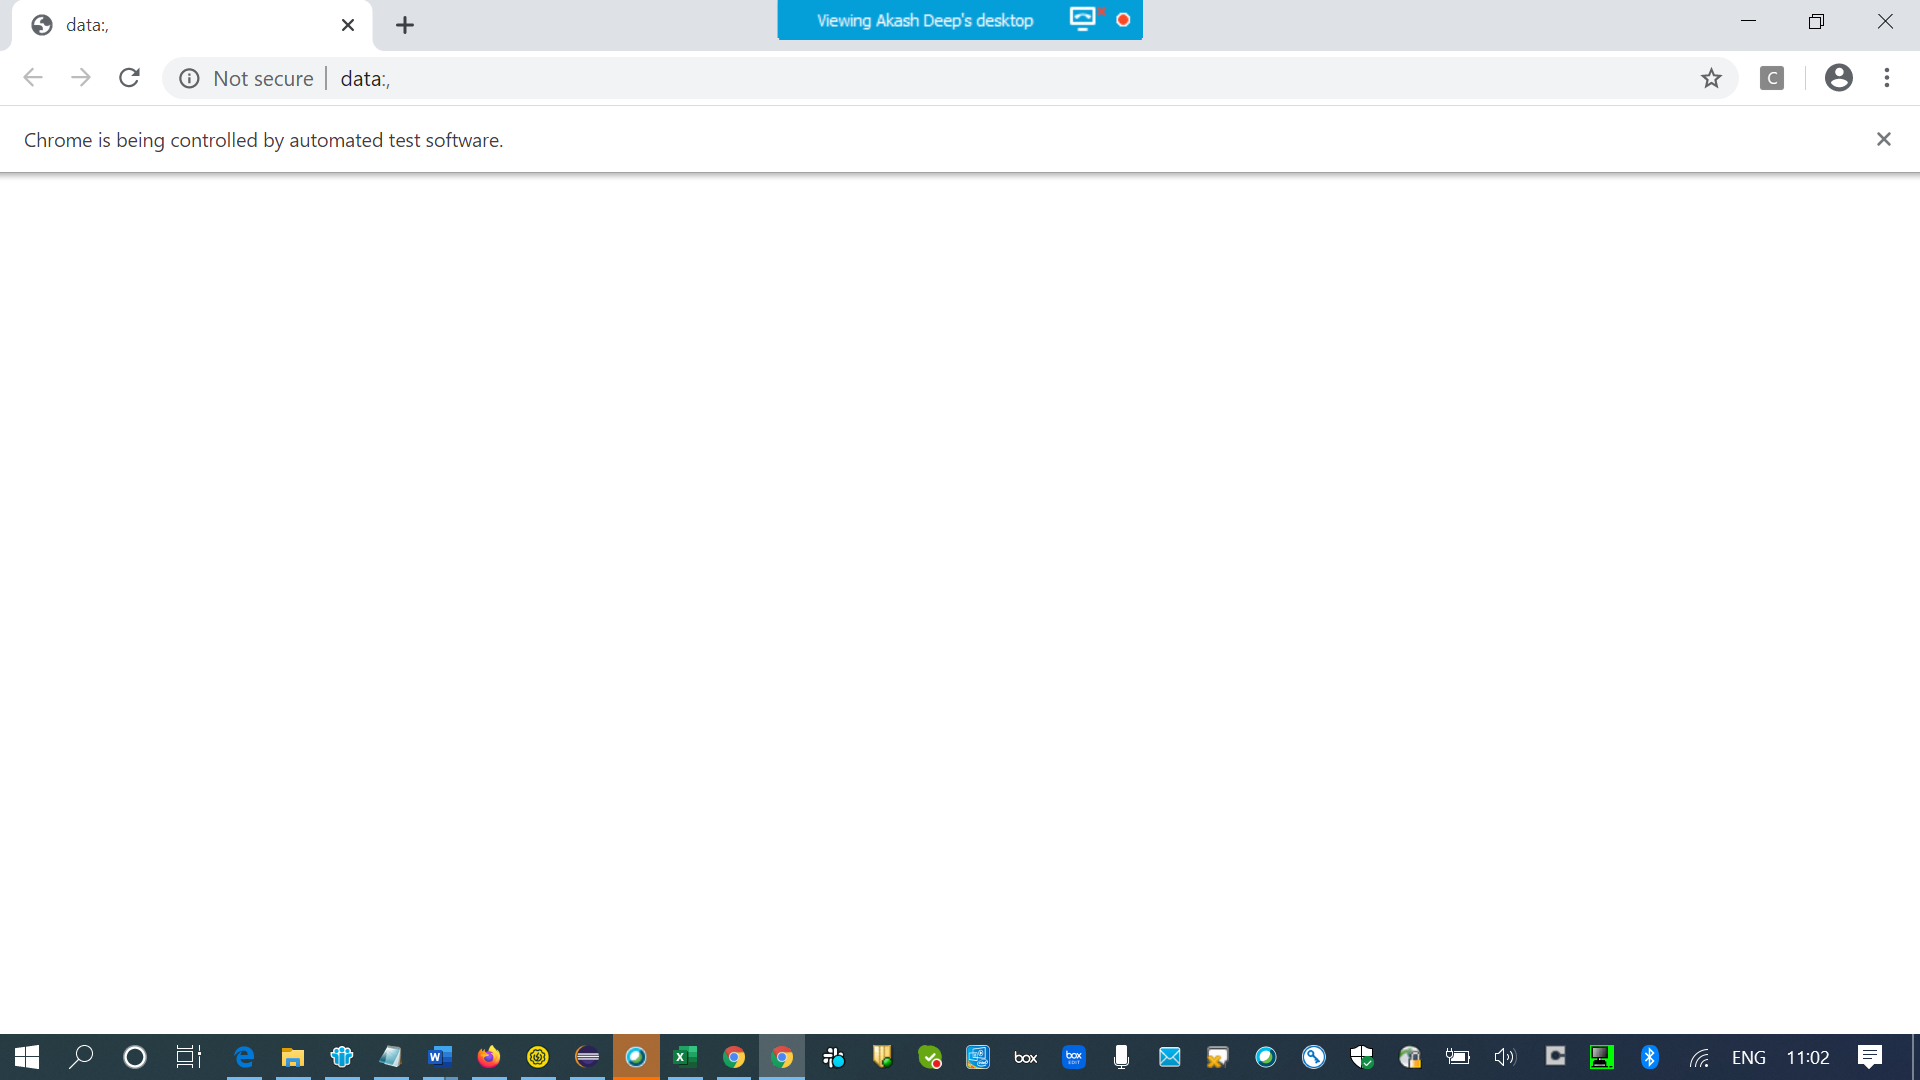 data:,
Viewing Akash Deep's desktop
Not secure
data:,
C
Chrome is being controlled by automated test software.
box
box
ENG
11:02